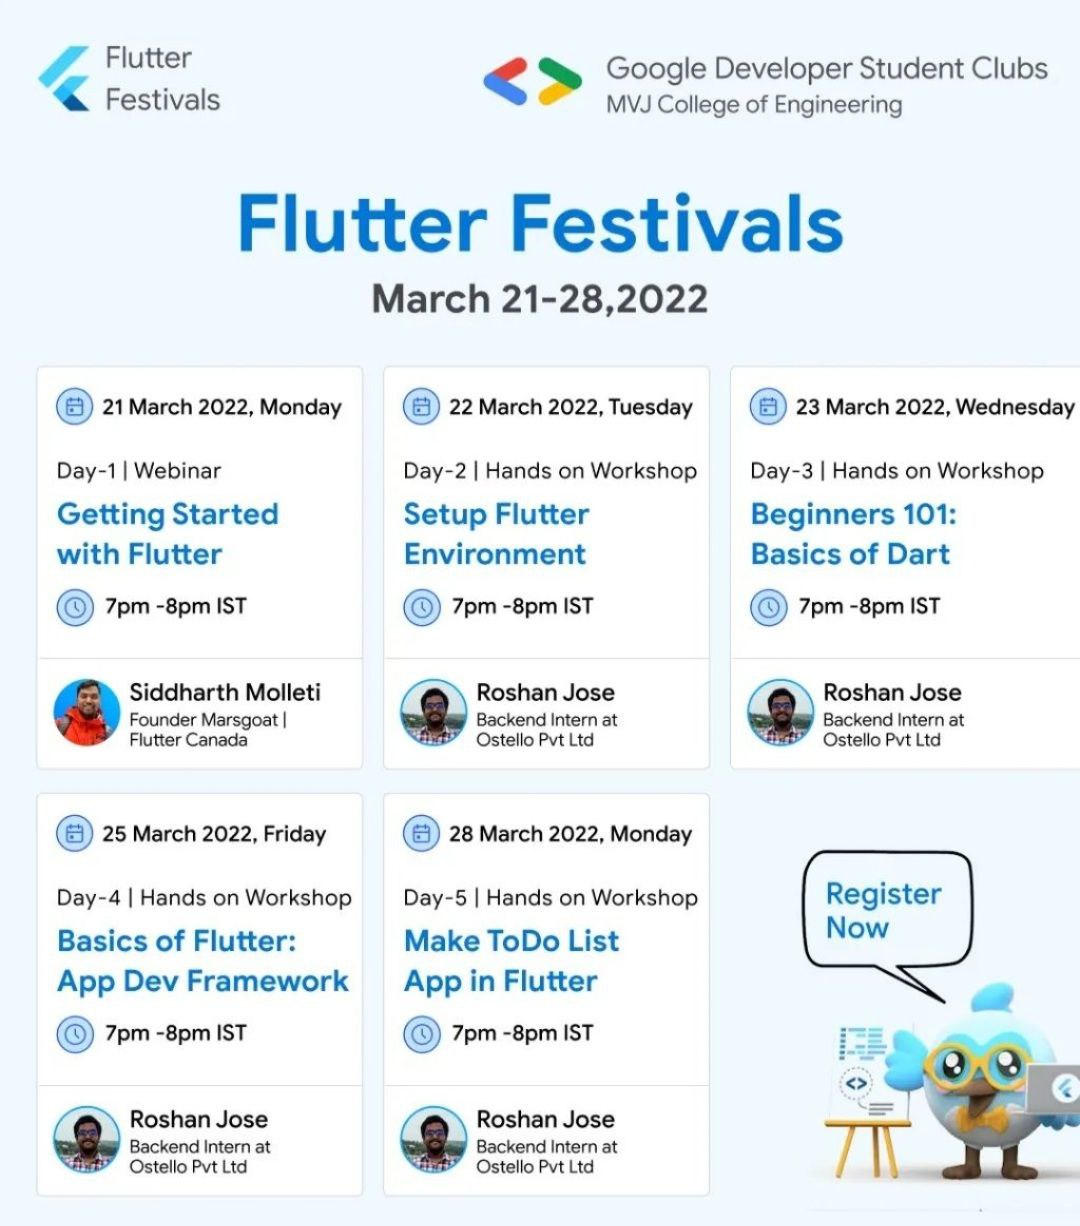 Flutter
Festivals
Google Developer Student Clubs
MVJ College of Engineering
Flutter Festivals
March 21-28,2022
21 March 2022, Monday
Day-1 | Webinar
Getting Started
with Flutter
7pm -8pm IST
Siddharth Molleti
Founder Marsgoat |
Flutter Canada
22 March 2022, Tuesday
Day-2 | Hands on Workshop
Setup Flutter
Environment
7pm -8pm IST
Roshan Jose
Backend Intern at
Ostello Pvt Ltd
23 March 2022, Wednesday
Day-3 | Hands on Workshop
Beginners 101:
Basics of Dart
7pm -8pm IST
Roshan Jose
Backend Intern at
Ostello Pvt Ltd
25 March 2022, Friday
Day-4 | Hands on Workshop
Basics of Flutter:
App Dev Framework
7pm -8pm IST
Roshan Jose
Backend Intern at
Ostello Pvt Ltd
28 March 2022, Monday
Day-5 | Hands on Workshop
Make ToDo List
App in Flutter
7pm -8pm IST
Roshan Jose
Backend Intern at
Ostello Pvt Ltd
Register
Now